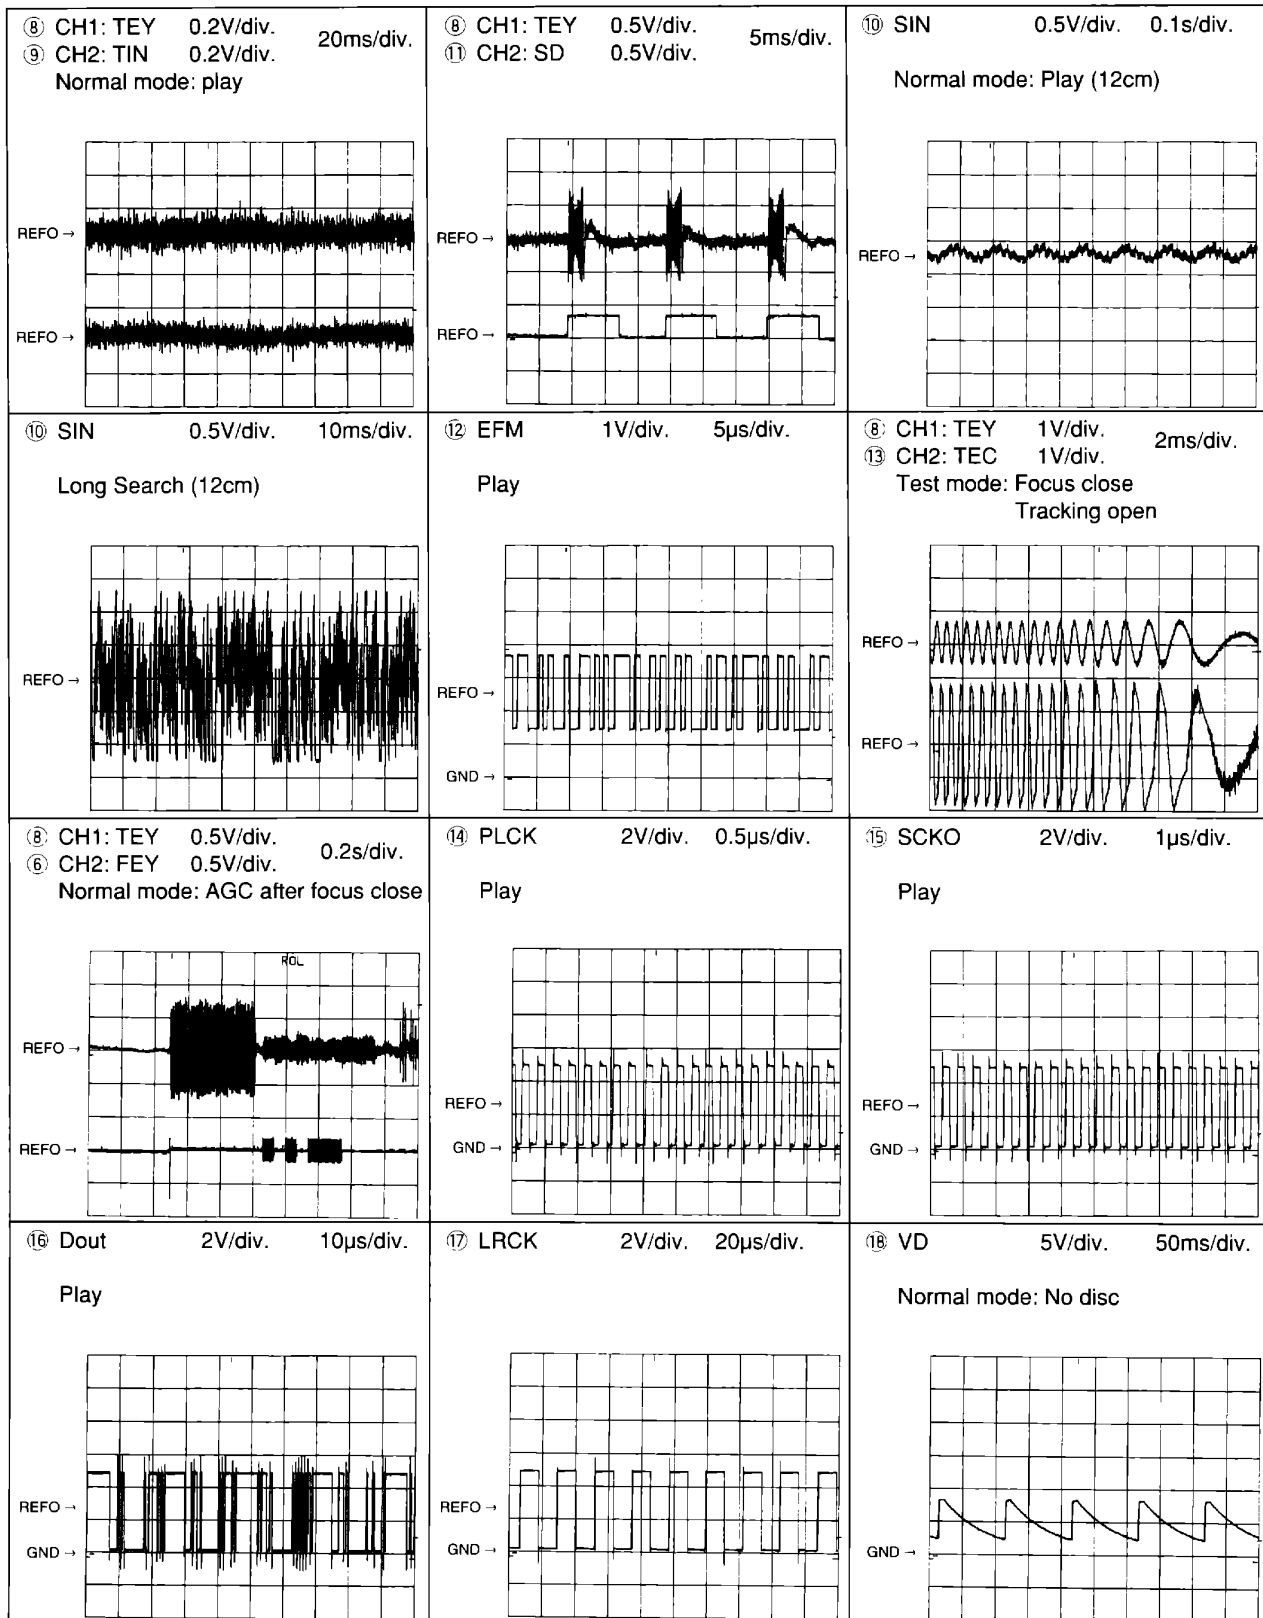 ⑧ CH1: TEY 0.2V/div. 20ms/div.
⑨ CH2: TIN 0.2V/div.
Normal mode: play
REFO →
REFO →
⑧ CH1: TEY 0.5V/div. 5ms/div.
⑪ CH2: SD 0.5V/div.
REFO →
REFO →
⑩ SIN 0.5V/div. 0.1s/div.
Normal mode: Play (12cm)
REFO →
⑩ SIN 0.5V/div. 10ms/div.
Long Search (12cm)
REFO →
⑫ EFM 1V/div. 5µs/div.
Play
REFO →
GND →
⑧ CH1: TEY 1V/div. 2ms/div.
⑬ CH2: TEC 1V/div.
Test mode: Focus close
Tracking open
REFO →
REFO →
⑧ CH1: TEY 0.5V/div. 0.2s/div.
⑥ CH2: FEY 0.5V/div.
Normal mode: AGC after focus close
ROL
REFO →
REFO →
⑭ PLCK 2V/div. 0.5µs/div.
Play
REFO →
GND →
⑮ SCKO 2V/div. 1µs/div.
Play
REFO →
GND →
⑯ Dout 2V/div. 10µs/div.
Play
REFO →
GND →
⑰ LRCK 2V/div. 20µs/div.
REFO →
GND →
⑱ VD 5V/div. 50ms/div.
Normal mode: No disc
GND →